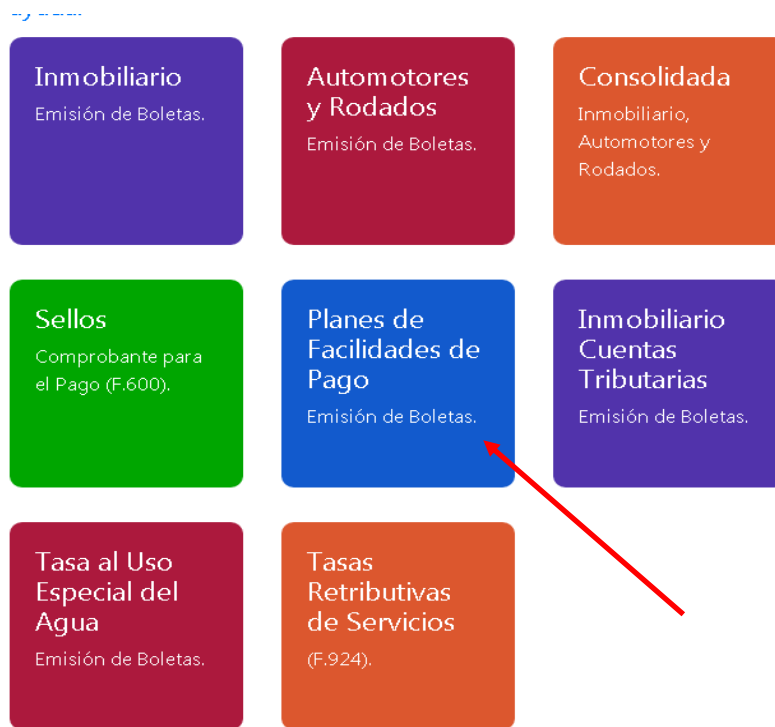 Inmobiliario
Emisión de Boletas.
Automotores
y Rodados
Emisión de Boletas.
Consolidada
Inmobiliario,
Automotores y
Rodados.
Sellos
Comprobante para
el Pago (F.600).
Planes de
Facilidades de
Pago
Emisión de Boletas.
Inmobiliario
Cuentas
Tributarias
Emisión de Boletas.
Tasa al Uso
Especial del
Agua
Emisión de Boletas.
Tasas
Retributivas
de Servicios
(F.924).